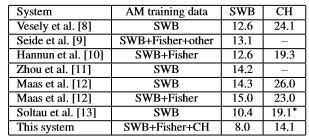 System AM training data SWB CH
Vesely et al. [8] SWB 12.6 24.1
Seide et al. [9] SWB+Fisher+other 13.1 –
Hannun et al. [10] SWB+Fisher 12.6 19.3
Zhou et al. [11] SWB 14.2 –
Maas et al. [12] SWB 14.3 26.0
Maas et al. [12] SWB+Fisher 15.0 23.0
Soltau et al. [13] SWB 10.4 19.1*
This system SWB+Fisher+CH 8.0 14.1